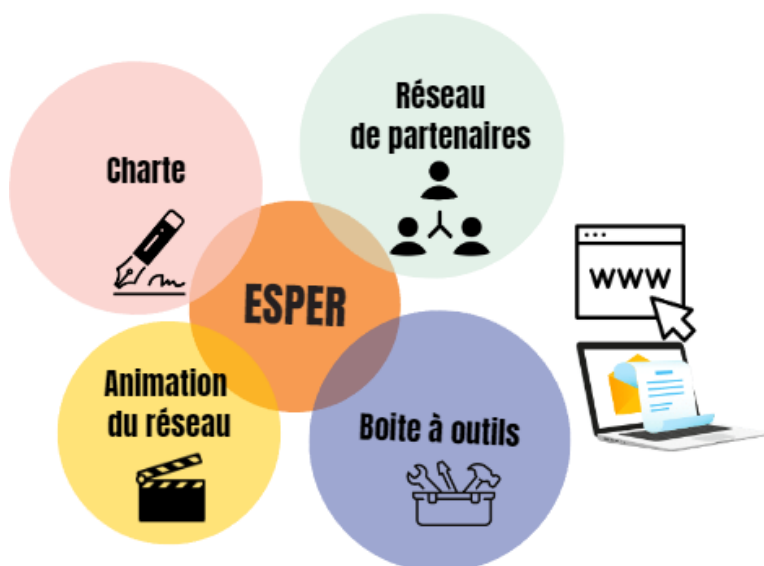 Réseau
de partenaires
Charte
www
ESPER
Animation
du réseau
Boite à outils